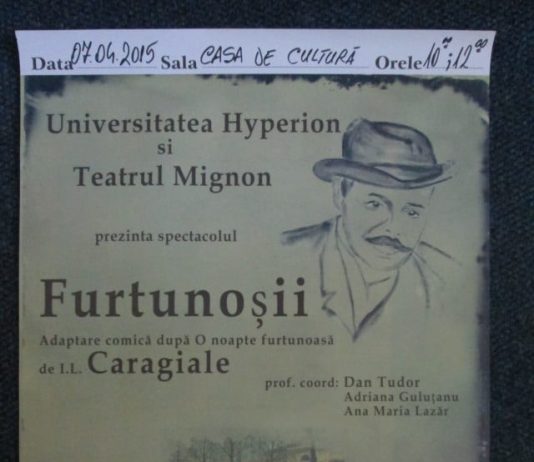 Data 07.04.2015 Sala CASA DE CULTURĂ Orele 10⁰⁰; 12⁰⁰
Universitatea Hyperion
si
Teatrul Mignon
prezinta spectacolul
Furtunoșii
Adaptare comică după O noapte furtunoasă
de I.L. Caragiale
prof. coord: Dan Tudor
Adriana Guluțanu
Ana Maria Lazăr